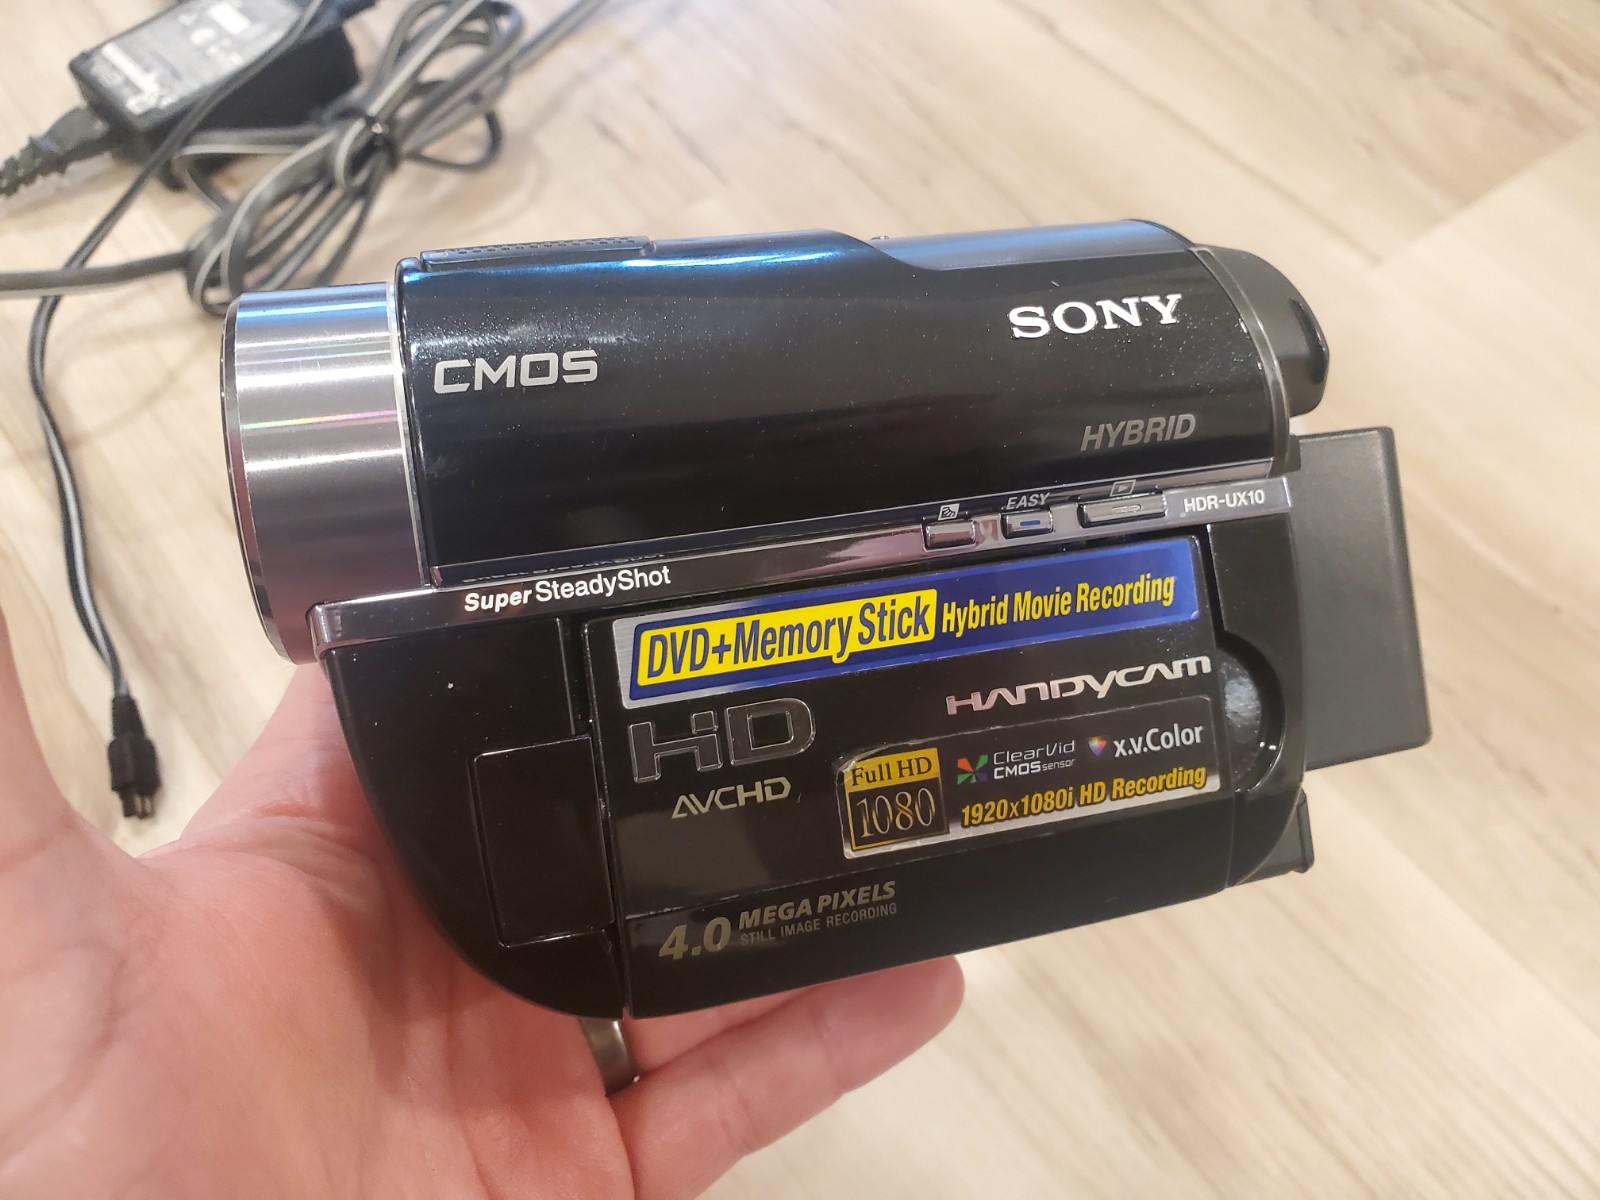 SONY
CMOS
HYBRID
EASY
HDR-UX10
Super SteadyShot
DVD+Memory Stick Hybrid Movie Recording
HANDYCAM
HD
AVCHD
Full HD
1080
ClearVid
CMOS sensor
x.v.Color
1920x1080i HD Recording
4.0 MEGA PIXELS
STILL IMAGE RECORDING